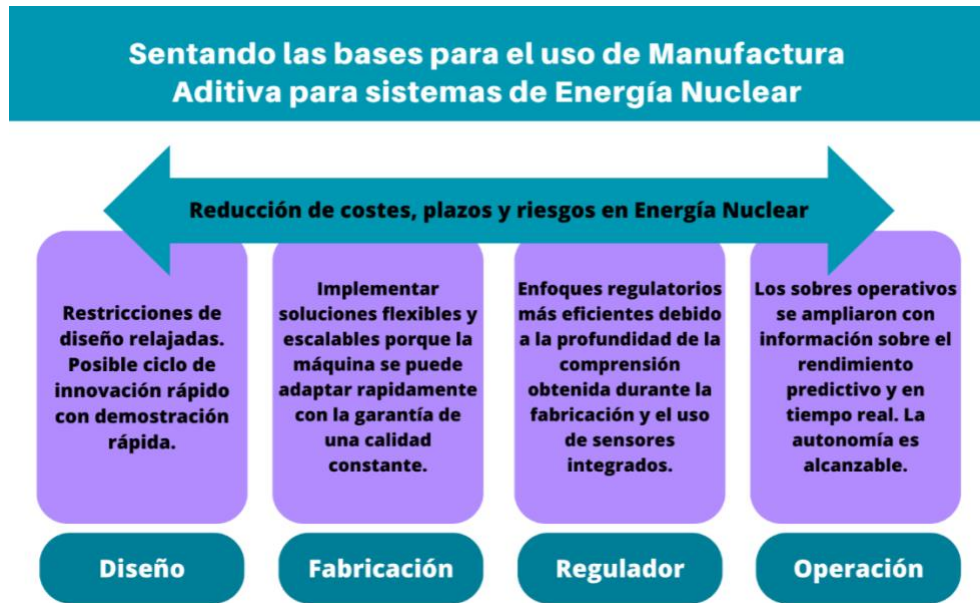 Sentando las bases para el uso de Manufactura
Aditiva para sistemas de Energía Nuclear
Reducción de costes, plazos y riesgos en Energía Nuclear
Restricciones de
diseño relajadas.
Posible ciclo de
innovación rápido
con demostración
rápida.
Implementar
soluciones flexibles y
escalables porque la
máquina se puede
adaptar rapidamente
con la garantía de
una calidad
constante.
Enfoques regulatorios
más eficientes debido
a la profundidad de la
comprensión
obtenida durante la
fabricación y el uso
de sensores
integrados.
Los sobres operativos
se ampliaron con
información sobre el
rendimiento
predictivo y en
tiempo real. La
autonomía es
alcanzable.
Diseño
Fabricación
Regulador
Operación